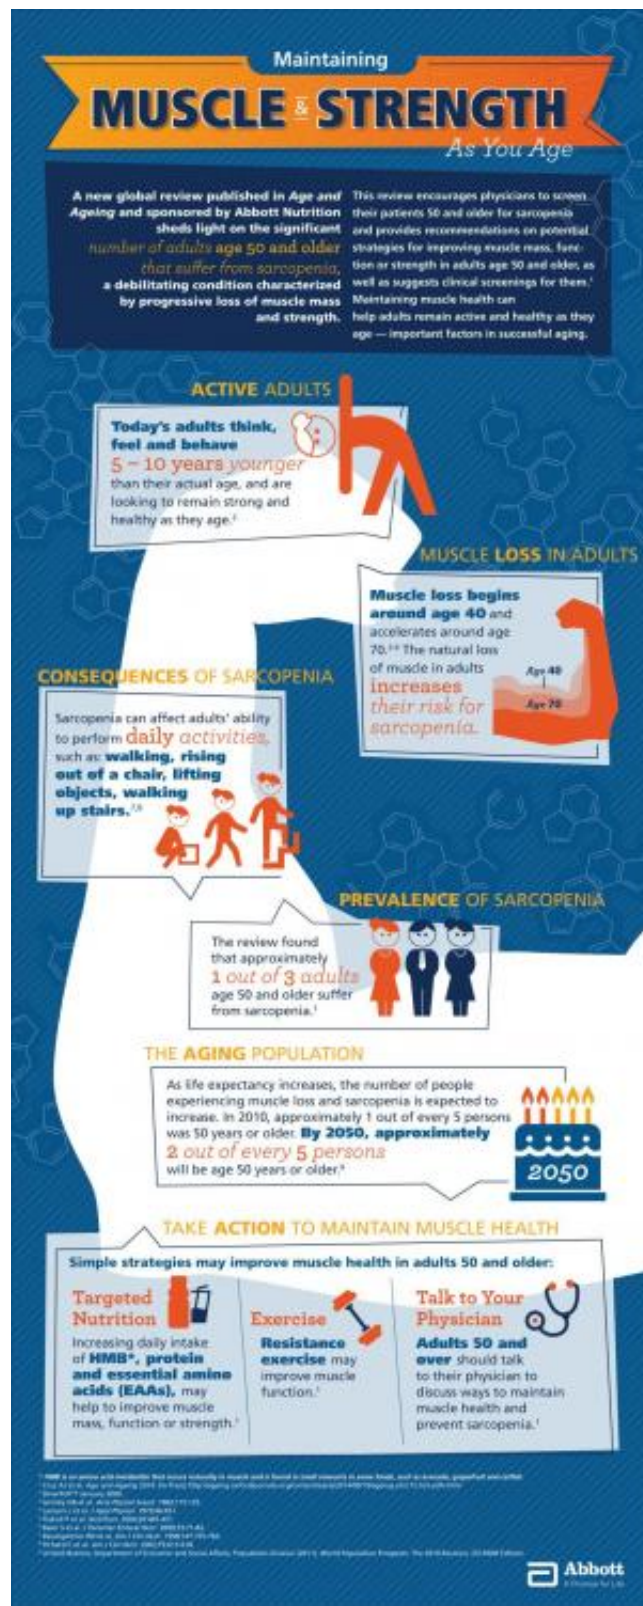 Maintaining
MUSCLE & STRENGTH
As You Age
A new global review published in Age and
Ageing and sponsored by Abbott Nutrition
sheds light on the significant
number of adults age 50 and older
that suffer from sarcopenia,
a debilitating condition characterized
by progressive loss of muscle mass
and strength.
This review encourages physicians to screen
their patients 50 and older for sarcopenia
and provides recommendations on potential
strategies for improving muscle mass, func-
tion or strength in adults age 50 and older, as
well as suggests clinical screenings for them.¹
Maintaining muscle health can
help adults remain active and healthy as they
age — important factors in successful aging.
ACTIVE ADULTS
Today's adults think,
feel and behave
5 – 10 years younger
than their actual age, and are
looking to remain strong and
healthy as they age.²
MUSCLE LOSS IN ADULTS
Muscle loss begins
around age 40 and
accelerates around age
70. The natural loss
of muscle in adults
increases
their risk for
sarcopenia.
Age 40
Age 70
CONSEQUENCES OF SARCOPENIA
Sarcopenia can affect adults' ability
to perform daily activities,
such as: walking, rising
out of a chair, lifting
objects, walking
up stairs.
PREVALENCE OF SARCOPENIA
The review found
that approximately
1 out of 3 adults
age 50 and older suffer
from sarcopenia.¹
THE AGING POPULATION
As life expectancy increases, the number of people
experiencing muscle loss and sarcopenia is expected to
increase. In 2010, approximately 1 out of every 5 persons
was 50 years or older. By 2050, approximately
2 out of every 5 persons
will be age 50 years or older.
2050
TAKE ACTION TO MAINTAIN MUSCLE HEALTH
Simple strategies may improve muscle health in adults 50 and older:
Targeted
Nutrition
Increasing daily intake
of HMB*, protein
and essential amino
acids (EAAs), may
help to improve muscle
mass, function or strength.¹
Exercise
Resistance
exercise may
improve muscle
function.¹
Talk to Your
Physician
Adults 50 and
over should talk
to their physician to
discuss ways to maintain
muscle health and
prevent sarcopenia.¹
Abbott
A Promise for Life